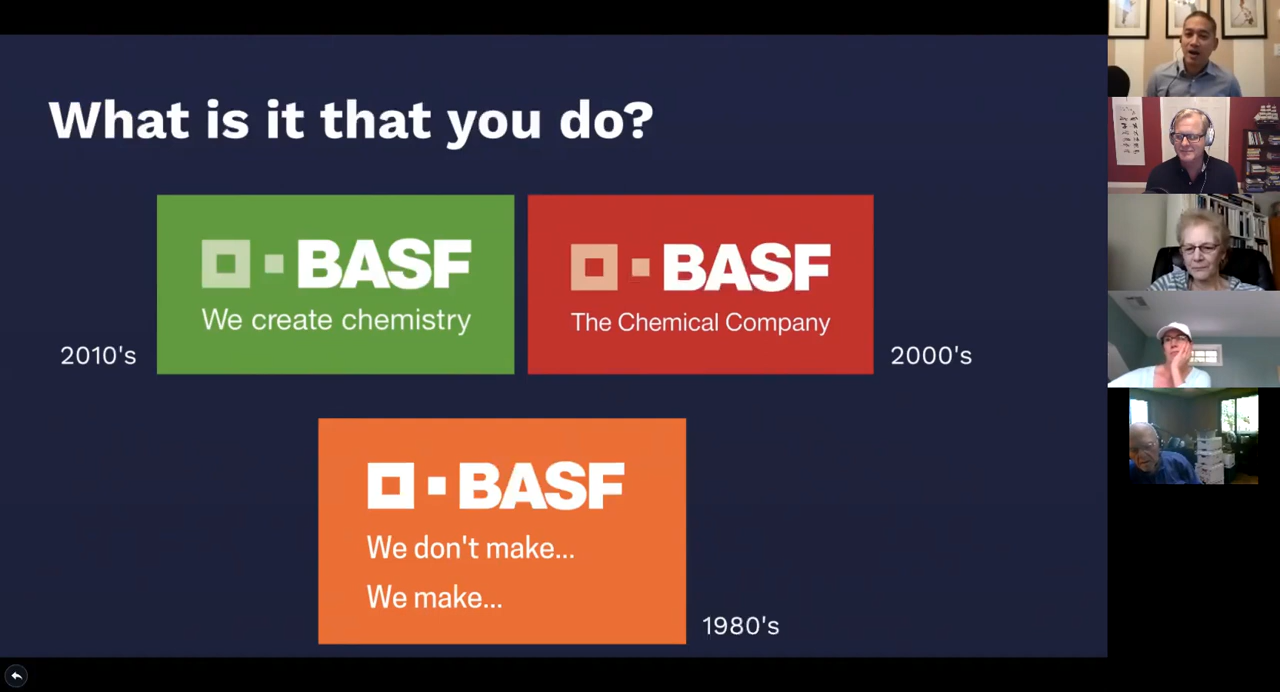 What is it that you do?
BASF
We create chemistry
2010's
BASF
The Chemical Company
2000's
BASF
We don't make...
We make...
1980's